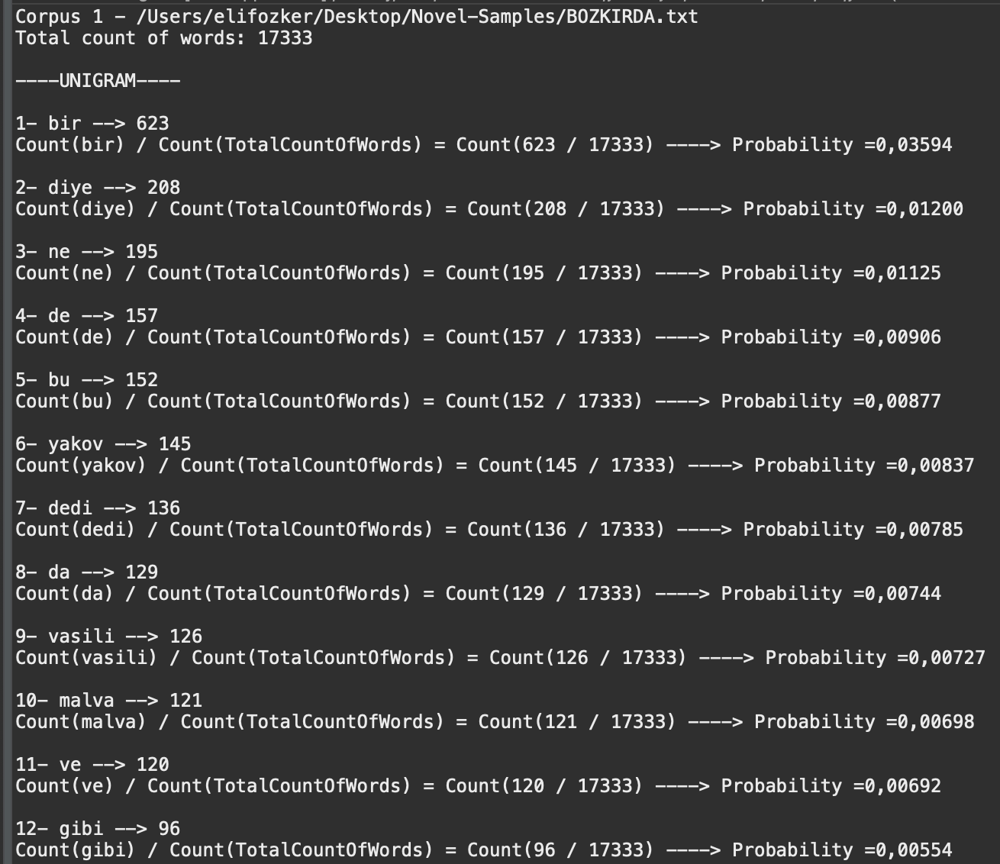 Corpus 1 - /Users/elifozker/Desktop/Novel-Samples/BOZKIRDA.txt
Total count of words: 17333
----UNIGRAM----
1- bir --> 623
Count(bir) / Count(TotalCountOfWords) = Count(623 / 17333) ----> Probability =0,03594
2- diye --> 208
Count(diye) / Count(TotalCountOfWords) = Count(208 / 17333) ----> Probability =0,01200
3- ne --> 195
Count(ne) / Count(TotalCountOfWords) = Count(195 / 17333) ----> Probability =0,01125
4- de --> 157
Count(de) / Count(TotalCountOfWords) = Count(157 / 17333) ----> Probability =0,00906
5- bu --> 152
Count(bu) / Count(TotalCountOfWords) = Count(152 / 17333) ----> Probability =0,00877
6- yakov --> 145
Count(yakov) / Count(TotalCountOfWords) = Count(145 / 17333) ----> Probability =0,00837
7- dedi --> 136
Count(dedi) / Count(TotalCountOfWords) = Count(136 / 17333) ----> Probability =0,00785
8- da --> 129
Count(da) / Count(TotalCountOfWords) = Count(129 / 17333) ----> Probability =0,00744
9- vasili --> 126
Count(vasili) / Count(TotalCountOfWords) = Count(126 / 17333) ----> Probability =0,00727
10- malva --> 121
Count(malva) / Count(TotalCountOfWords) = Count(121 / 17333) ----> Probability =0,00698
11- ve --> 120
Count(ve) / Count(TotalCountOfWords) = Count(120 / 17333) ----> Probability =0,00692
12- gibi --> 96
Count(gibi) / Count(TotalCountOfWords) = Count(96 / 17333) ----> Probability =0,00554